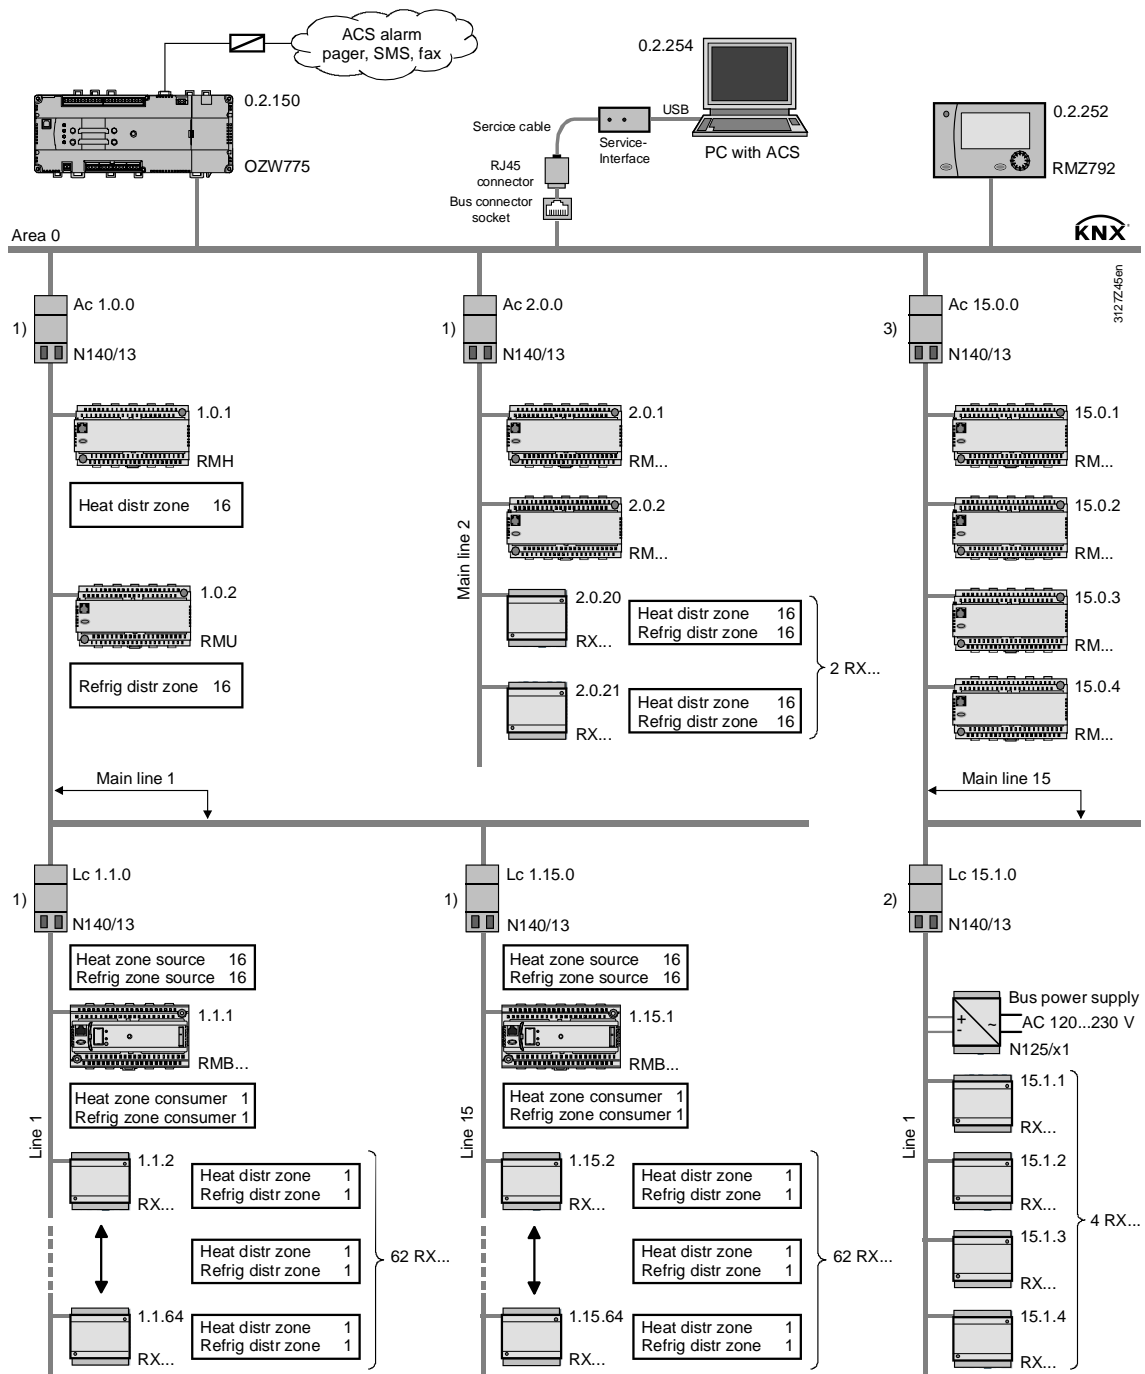 ACS alarm
pager, SMS, fax
0.2.150
OZW775
0.2.254
USB
Sercice cable
Service-
Interface
PC with ACS
RJ45
connector
Bus connector
socket
0.2.252
RMZ792
Area 0
KNX
3127Z45en
Ac 1.0.0
1)
N140/13
Ac 2.0.0
1)
N140/13
Ac 15.0.0
3)
N140/13
1.0.1
RMH
Heat distr zone 16
1.0.2
RMU
Refrig distr zone 16
Main line 2
2.0.1
RM...
2.0.2
RM...
2.0.20
RX...
Heat distr zone 16
Refrig distr zone 16
2.0.21
RX...
Heat distr zone 16
Refrig distr zone 16
2 RX...
15.0.1
RM...
15.0.2
RM...
15.0.3
RM...
15.0.4
RM...
Main line 1
Main line 15
Lc 1.1.0
1)
N140/13
Heat zone source 16
Refrig zone source 16
1.1.1
RMB...
Heat zone consumer 1
Refrig zone consumer 1
Line 1
1.1.2
RX...
Heat distr zone 1
Refrig distr zone 1
Heat distr zone 1
Refrig distr zone 1
62 RX...
1.1.64
RX...
Heat distr zone 1
Refrig distr zone 1
Lc 1.15.0
1)
N140/13
Heat zone source 16
Refrig zone source 16
1.15.1
RMB...
Heat zone consumer 1
Refrig zone consumer 1
Line 15
1.15.2
RX...
Heat distr zone 1
Refrig distr zone 1
Heat distr zone 1
Refrig distr zone 1
62 RX...
1.15.64
RX...
Heat distr zone 1
Refrig distr zone 1
Lc 15.1.0
2)
N140/13
Bus power supply
+
-
~
AC 120...230 V
N125/x1
Line 1
15.1.1
RX...
15.1.2
RX...
15.1.3
RX...
15.1.4
RX...
4 RX...